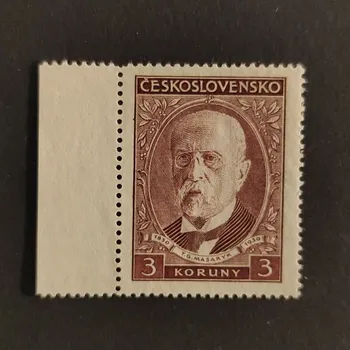 ČESKOSLOVENSKO
1850 T.G. MASARYK 1930
3 KORUNY 3